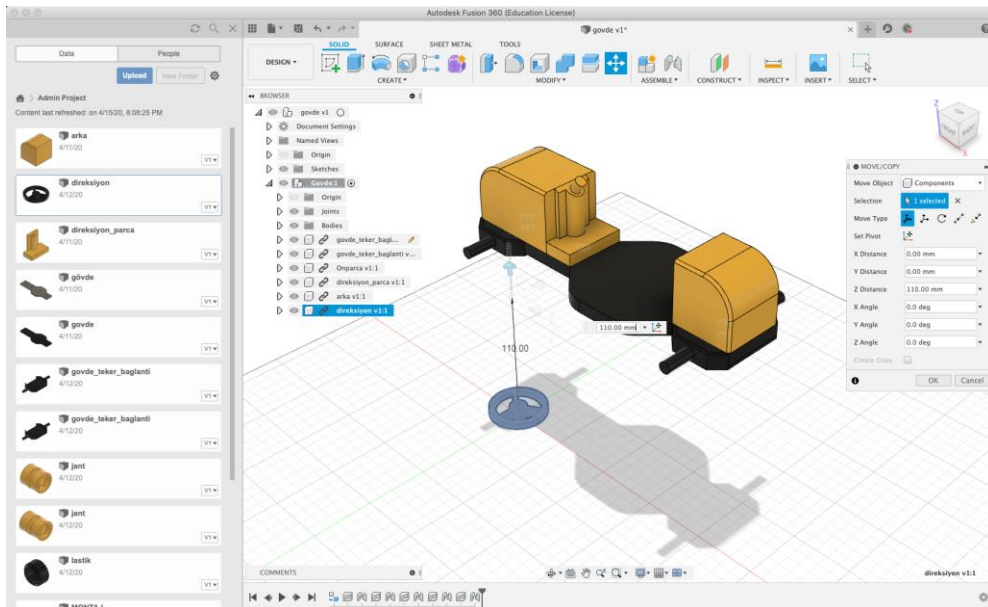 Autodesk Fusion 360 (Education License)
govde v1*
Data
People
Upload
New Folder
Admin Project
Content last refreshed: on 4/15/20, 8:08:25 PM
arka
4/11/20
V1
direksiyon
4/12/20
V1
direksiyon_parca
4/11/20
V1
gövde
4/11/20
V1
govde
4/11/20
V1
govde_teker_baglanti
4/12/20
V1
govde_teker_baglanti
4/12/20
V1
jant
4/12/20
V1
jant
4/12/20
V1
lastik
4/12/20
V1
DESIGN
SOLID
SURFACE
SHEET METAL
TOOLS
CREATE
MODIFY
ASSEMBLE
CONSTRUCT
INSPECT
INSERT
SELECT
BROWSER
govde v1
Document Settings
Named Views
Origin
Sketches
Govde:1
Origin
Joints
Bodies
govde_teker_bagl...
govde_teker_baglanti v...
Onparca v1:1
direksiyon_parca v1:1
arka v1:1
direksiyon v1:1
Z
X
110.00 mm
110.00
MOVE/COPY
Move Object
Components
Selection
1 selected
Move Type
Set Pivot
X Distance
0.00 mm
Y Distance
0.00 mm
Z Distance
110.00 mm
X Angle
0.0 deg
Y Angle
0.0 deg
Z Angle
0.0 deg
Create Copy
OK
Cancel
COMMENTS
direksiyon v1:1